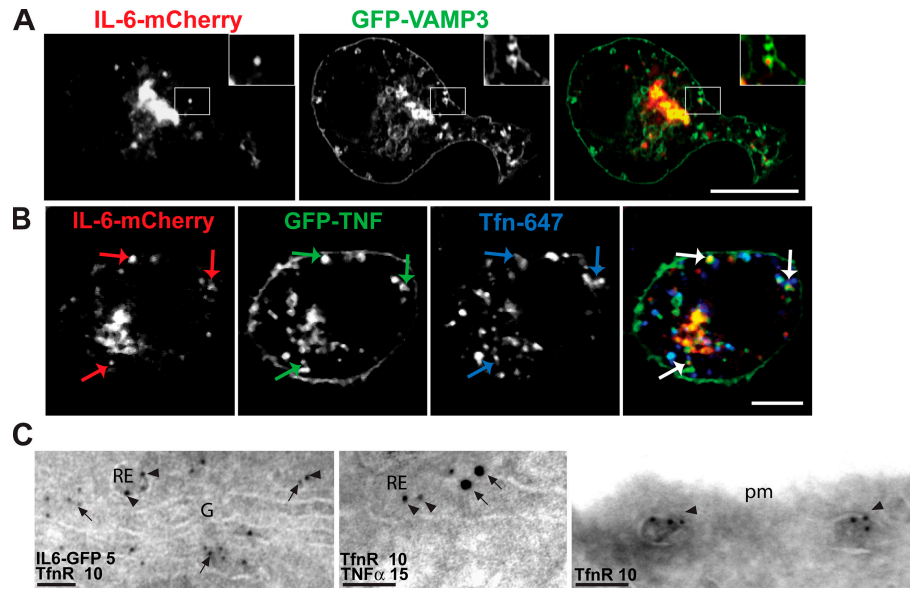 A
IL-6-mCherry GFP-VAMP3
B
IL-6-mCherry GFP-TNF Tfn-647
C
RE
G
IL6-GFP 5
TfnR 10
RE
TfnR 10
TNFα 15
pm
TfnR 10